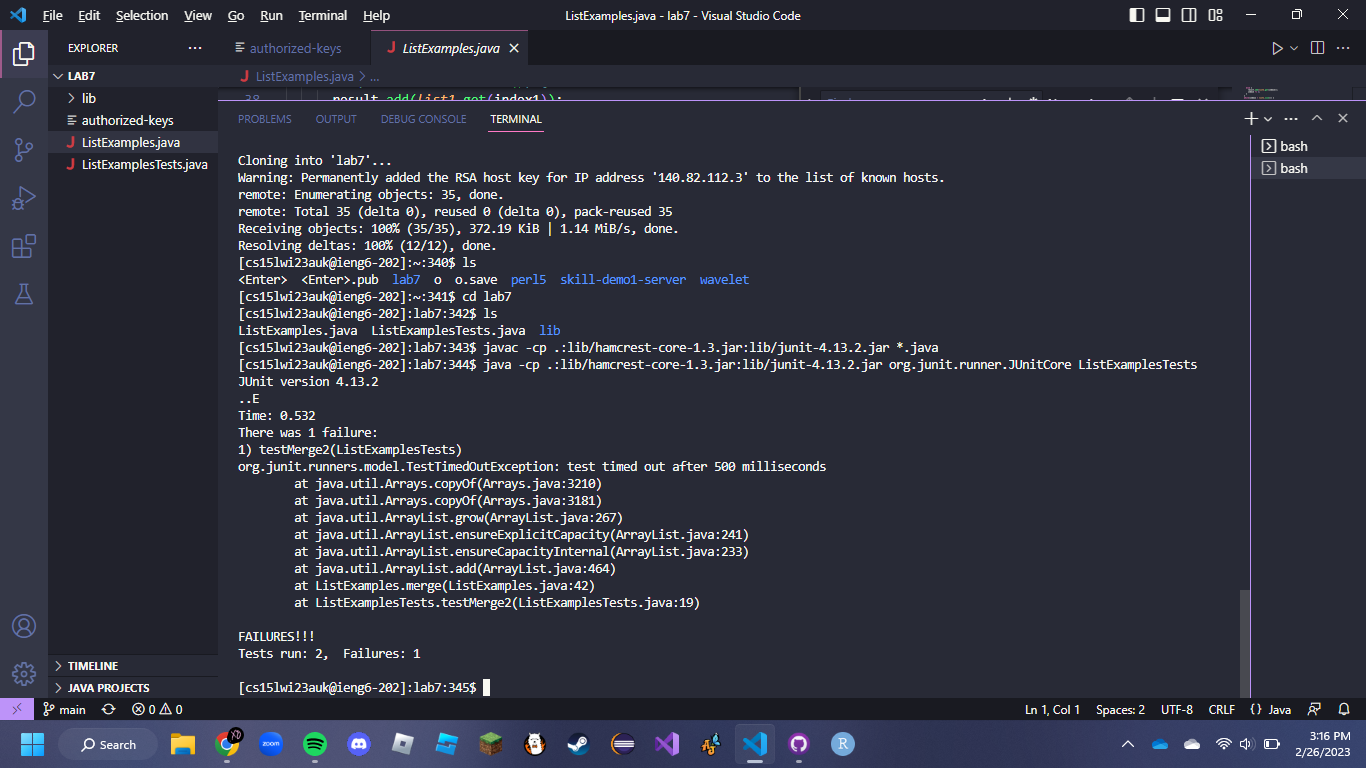 File Edit Selection View Go Run Terminal Help
ListExamples.java - lab7 - Visual Studio Code
EXPLORER
authorized-keys
ListExamples.java
LAB7
ListExamples.java > ...
lib
authorized-keys
ListExamples.java
ListExamplesTests.java
38 result.add(list1.get(index1));
PROBLEMS OUTPUT DEBUG CONSOLE TERMINAL
bash
bash
Cloning into 'lab7'...
Warning: Permanently added the RSA host key for IP address '140.82.112.3' to the list of known hosts.
remote: Enumerating objects: 35, done.
remote: Total 35 (delta 0), reused 0 (delta 0), pack-reused 35
Receiving objects: 100% (35/35), 372.19 KiB | 1.14 MiB/s, done.
Resolving deltas: 100% (12/12), done.
[cs15lwi23auk@ieng6-202]:~:340$ ls
<Enter>  <Enter>.pub  lab7  o  o.save  perl5  skill-demo1-server  wavelet
[cs15lwi23auk@ieng6-202]:~:341$ cd lab7
[cs15lwi23auk@ieng6-202]:lab7:342$ ls
ListExamples.java  ListExamplesTests.java  lib
[cs15lwi23auk@ieng6-202]:lab7:343$ javac -cp .:lib/hamcrest-core-1.3.jar:lib/junit-4.13.2.jar *.java
[cs15lwi23auk@ieng6-202]:lab7:344$ java -cp .:lib/hamcrest-core-1.3.jar:lib/junit-4.13.2.jar org.junit.runner.JUnitCore ListExamplesTests
JUnit version 4.13.2
..E
Time: 0.532
There was 1 failure:
1) testMerge2(ListExamplesTests)
org.junit.runners.model.TestTimedOutException: test timed out after 500 milliseconds
at java.util.Arrays.copyOf(Arrays.java:3210)
at java.util.Arrays.copyOf(Arrays.java:3181)
at java.util.ArrayList.grow(ArrayList.java:267)
at java.util.ArrayList.ensureExplicitCapacity(ArrayList.java:241)
at java.util.ArrayList.ensureCapacityInternal(ArrayList.java:233)
at java.util.ArrayList.add(ArrayList.java:464)
at ListExamples.merge(ListExamples.java:42)
at ListExamplesTests.testMerge2(ListExamplesTests.java:19)
FAILURES!!!
Tests run: 2,  Failures: 1
[cs15lwi23auk@ieng6-202]:lab7:345$
TIMELINE
JAVA PROJECTS
main 0 0
Ln 1, Col 1 Spaces: 2 UTF-8 CRLF {} Java
Search
zoom
3:16 PM
2/26/2023